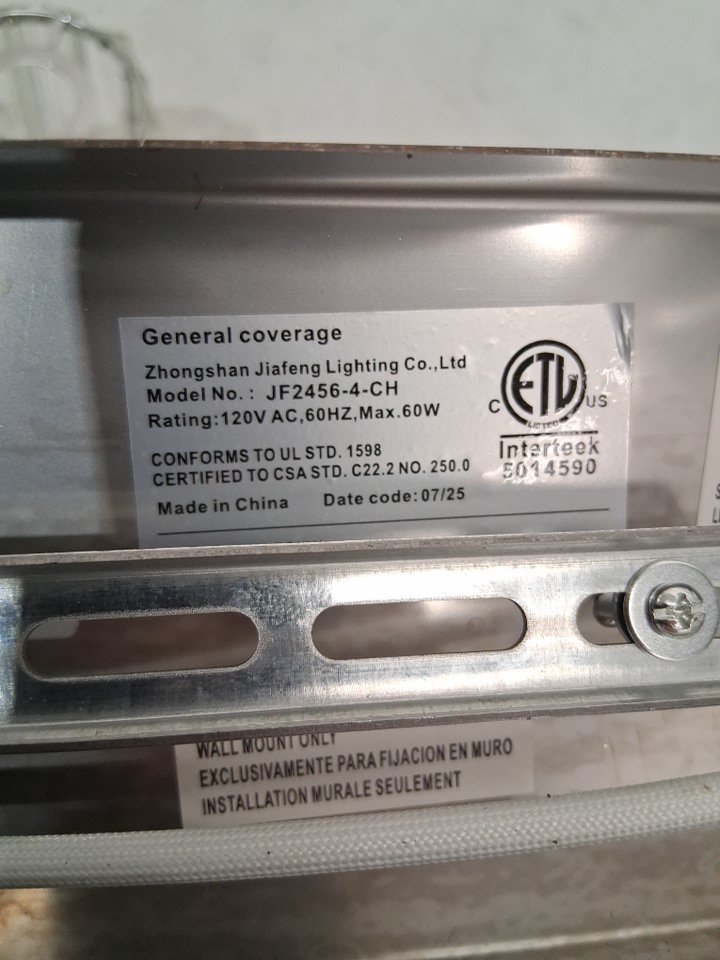 General coverage
Zhongshan Jiafeng Lighting Co.,Ltd
Model No. : JF2456-4-CH
Rating:120V AC,60HZ,Max.60W
CONFORMS TO UL STD. 1598
CERTIFIED TO CSA STD. C22.2 NO. 250.0
Made in China Date code: 07/25
ETL
C US
LISTED
Intertek
5014590
WALL MOUNT ONLY
EXCLUSIVAMENTE PARA FIJACION EN MURO
INSTALLATION MURALE SEULEMENT